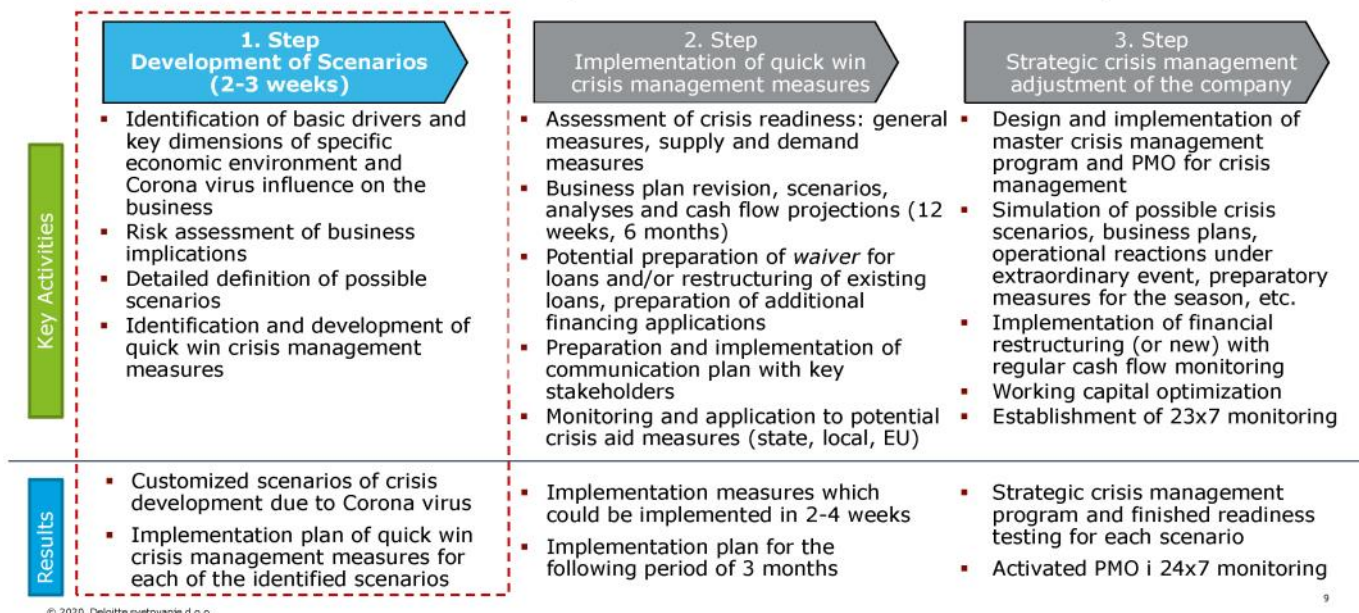 1. Step
Development of Scenarios
(2-3 weeks)
2. Step
Implementation of quick win
crisis management measures
3. Step
Strategic crisis management
adjustment of the company
Key Activities
▪ Identification of basic drivers and
key dimensions of specific
economic environment and
Corona virus influence on the
business
▪ Risk assessment of business
implications
▪ Detailed definition of possible
scenarios
▪ Identification and development of
quick win crisis management
measures
▪ Assessment of crisis readiness: general
measures, supply and demand
measures
▪ Business plan revision, scenarios,
analyses and cash flow projections (12
weeks, 6 months)
▪ Potential preparation of waiver for
loans and/or restructuring of existing
loans, preparation of additional
financing applications
▪ Preparation and implementation of
communication plan with key
stakeholders
▪ Monitoring and application to potential
crisis aid measures (state, local, EU)
▪ Design and implementation of
master crisis management
program and PMO for crisis
management
▪ Simulation of possible crisis
scenarios, business plans,
operational reactions under
extraordinary event, preparatory
measures for the season, etc.
▪ Implementation of financial
restructuring (or new) with
regular cash flow monitoring
▪ Working capital optimization
▪ Establishment of 23x7 monitoring
Results
▪ Customized scenarios of crisis
development due to Corona virus
▪ Implementation plan of quick win
crisis management measures for
each of the identified scenarios
▪ Implementation measures which
could be implemented in 2-4 weeks
▪ Implementation plan for the
following period of 3 months
▪ Strategic crisis management
program and finished readiness
testing for each scenario
▪ Activated PMO i 24x7 monitoring
© 2020. Deloitte svetovanje d.o.o.
9